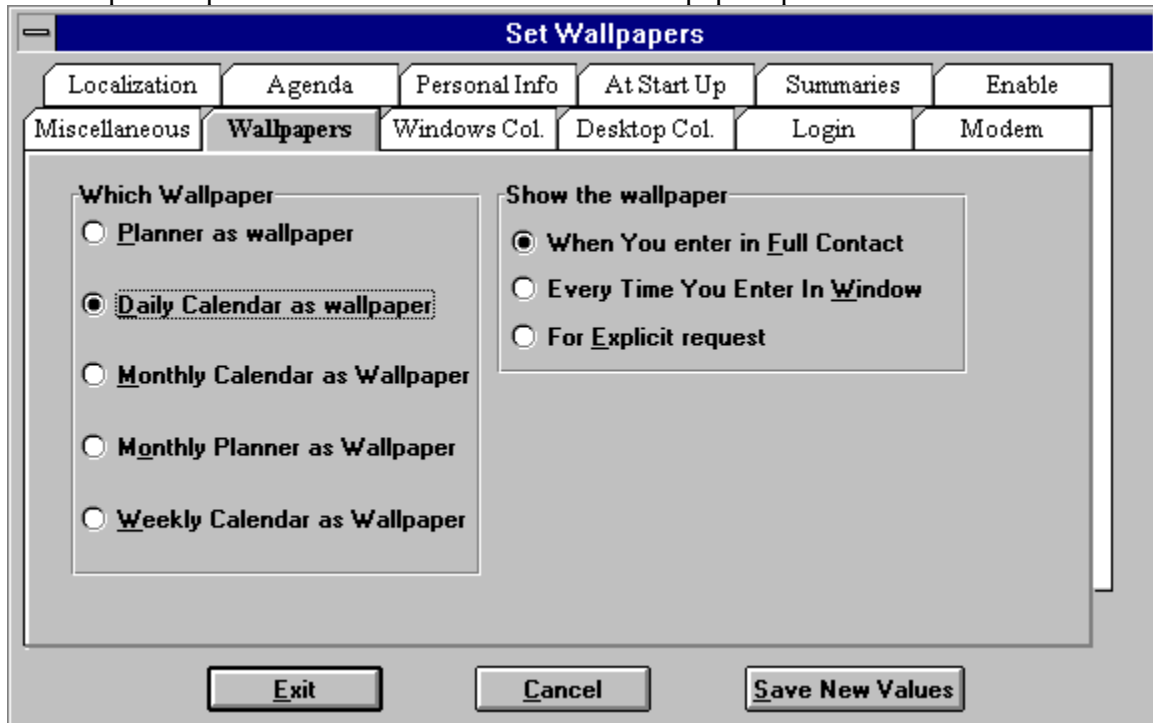 Set Wallpapers
Localization Agenda Personal Info At Start Up Summaries Enable
Miscellaneous Wallpapers Windows Col. Desktop Col. Login Modem
Which Wallpaper
Planner as wallpaper
Daily Calendar as wallpaper
Monthly Calendar as Wallpaper
Monthly Planner as Wallpaper
Weekly Calendar as Wallpaper
Show the wallpaper
When You enter in Full Contact
Every Time You Enter In Window
For Explicit request
Exit Cancel Save New Values